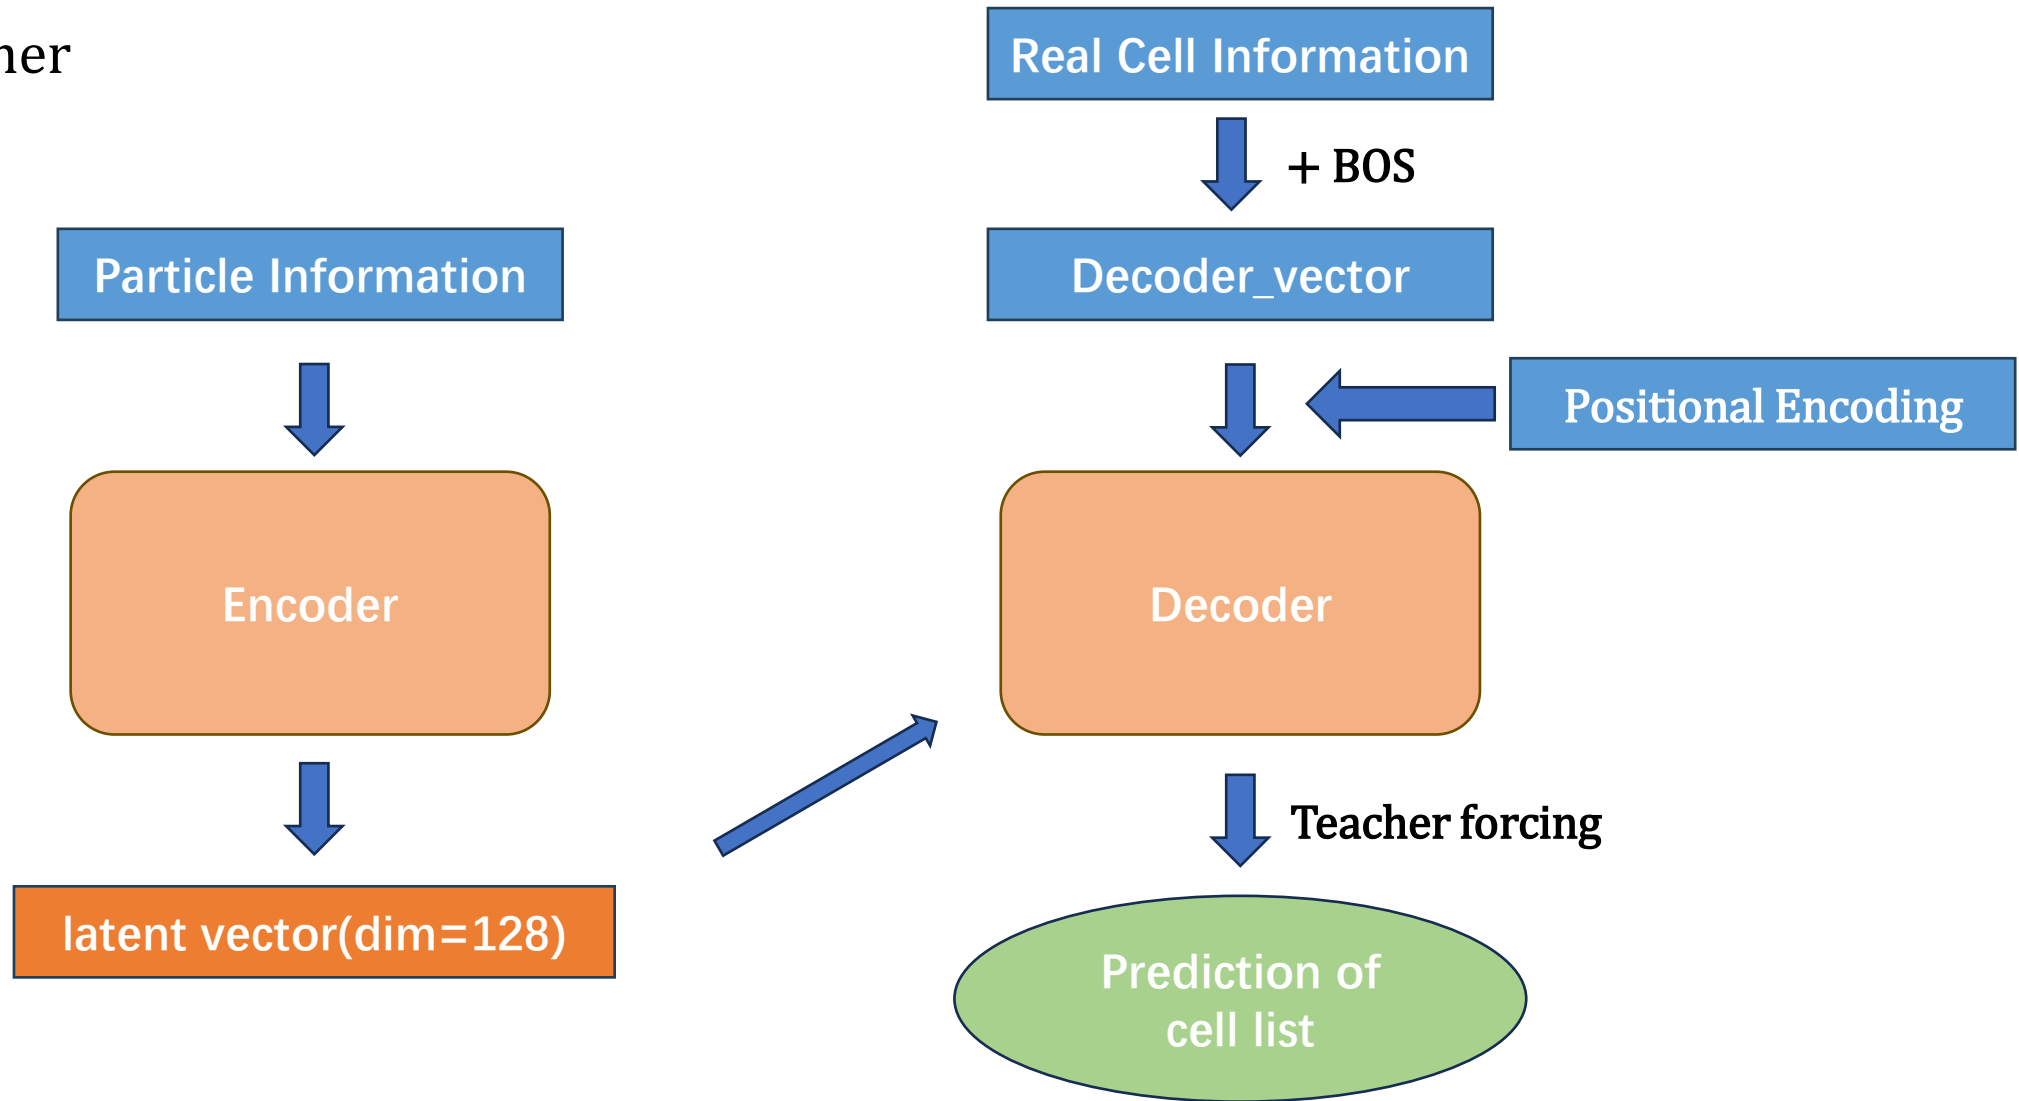 Real Cell Information
+ BOS
Particle Information
Decoder_vector
Positional Encoding
Encoder
Decoder
Teacher forcing
latent vector(dim=128)
Prediction of
cell list